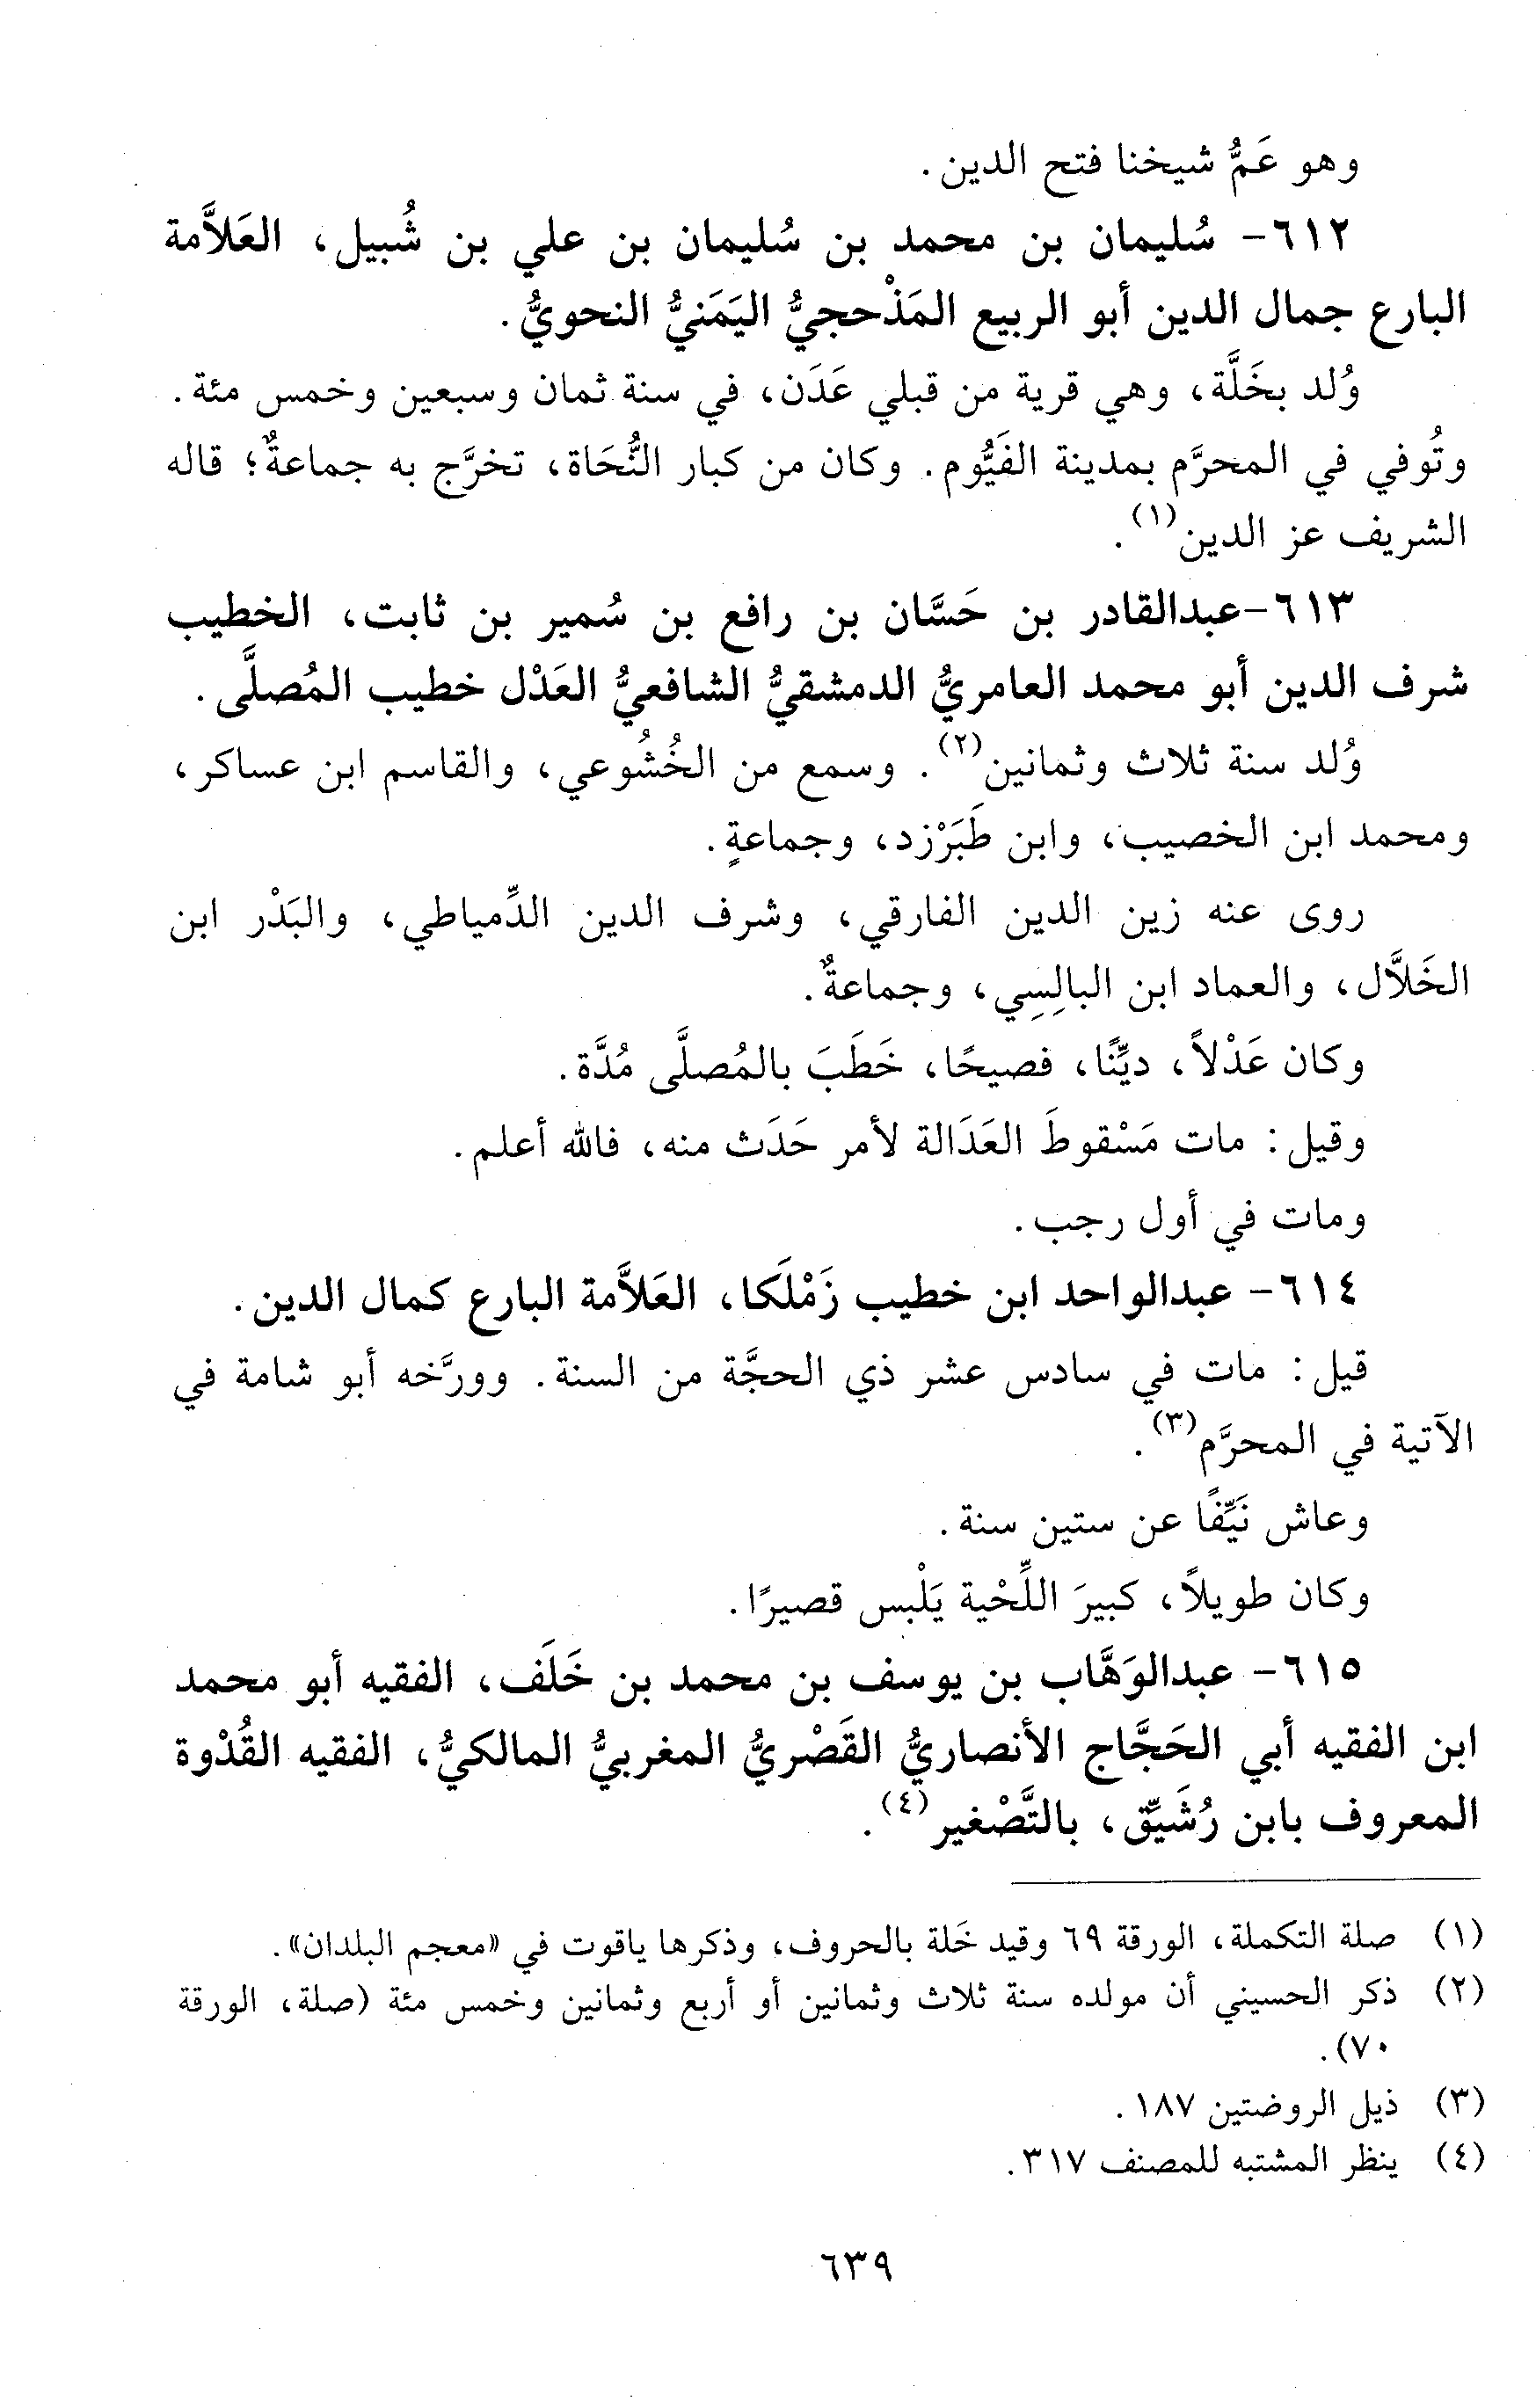 وهو عَمُّ شيخنا فتح الدين.
٦١٢- سُليمان بن محمد بن سُليمان بن علي بن شُبيل، العَلاَّمة
البارع جمال الدين أبو الربيع المَذْحجيُّ اليَمَنيُّ النحويُّ.
وُلد بخَلَّة، وهي قرية من قبلي عَدَن، في سنة ثمان وسبعين وخمس مئة.
وتُوفي في المحرَّم بمدينة الفَيُّوم. وكان من كبار النُّحَاة، تخرَّج به جماعةٌ؛ قاله
الشريف عز الدين(١).
٦١٣-عبدالقادر بن حَسَّان بن رافع بن سُمير بن ثابت، الخطيب
شرف الدين أبو محمد العامريُّ الدمشقيُّ الشافعيُّ العَدْل خطيب المُصلَّى.
وُلد سنة ثلاث وثمانين(٢). وسمع من الخُشُوعي، والقاسم ابن عساكر،
ومحمد ابن الخصيب، وابن طَبَرْزد، وجماعةٍ.
روى عنه زين الدين الفارقي، وشرف الدين الدِّمياطي، والبَدْر ابن
الخَلاَّل، والعماد ابن البالِسِي، وجماعةٌ.
وكان عَدْلاً، ديِّنًا، فصيحًا، خَطَبَ بالمُصلَّى مُدَّة.
وقيل: مات مَسْقوطَ العَدَالة لأمر حَدَث منه، فالله أعلم.
ومات في أول رجب.
٦١٤- عبدالواحد ابن خطيب زَمْلَكا، العَلاَّمة البارع كمال الدين.
قيل: مات في سادس عشر ذي الحجَّة من السنة. وورَّخه أبو شامة في
الآتية في المحرَّم(٣).
وعاش نَيِّفًا عن ستين سنة.
وكان طويلاً، كبيرَ اللِّحْية يَلْبس قصيرًا.
٦١٥- عبدالوَهَّاب بن يوسف بن محمد بن خَلَف، الفقيه أبو محمد
ابن الفقيه أبي الحَجَّاج الأنصاريُّ القَصْريُّ المغربيُّ المالكيُّ، الفقيه القُدْوة
المعروف بابن رُشَيِّق، بالتَّصْغير(٤).
(١) صلة التكملة، الورقة ٦٩ وقيد خَلة بالحروف، وذكرها ياقوت في «معجم البلدان».
(٢) ذكر الحسيني أن مولده سنة ثلاث وثمانين أو أربع وثمانين وخمس مئة (صلة، الورقة
٧٠).
(٣) ذيل الروضتين ١٨٧.
(٤) ينظر المشتبه للمصنف ٣١٧.
٦٣٩